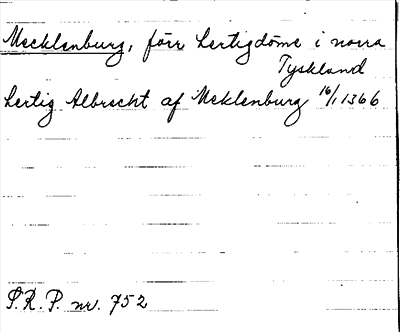 Mecklenburg, förr hertigdöme i norra
Tyskland
hertig Albrecht af Meklenburg 16/1 1366
S.R.P. nr. 752